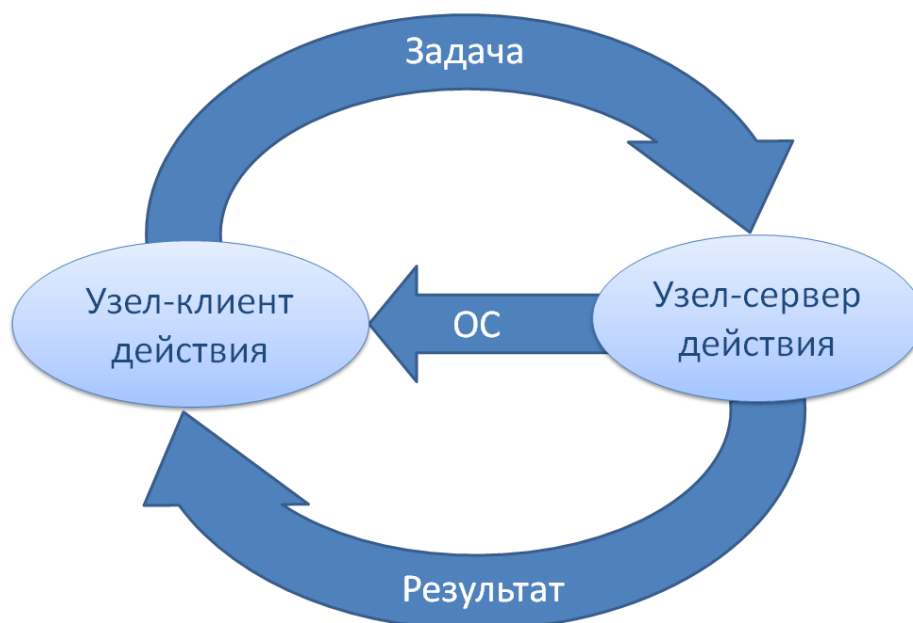 Задача
Узел-клиент
действия
ОС
Узел-сервер
действия
Результат